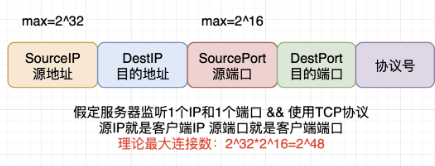 max=2^32
max=2^16
SourceIP
源地址
DestIP
目的地址
SourcePort
源端口
DestPort
目的端口
协议号
假定服务器监听1个IP和1个端口 && 使用TCP协议
源IP就是客户端IP 源端口就是客户端端口
理论最大连接数：2^32*2^16=2^48